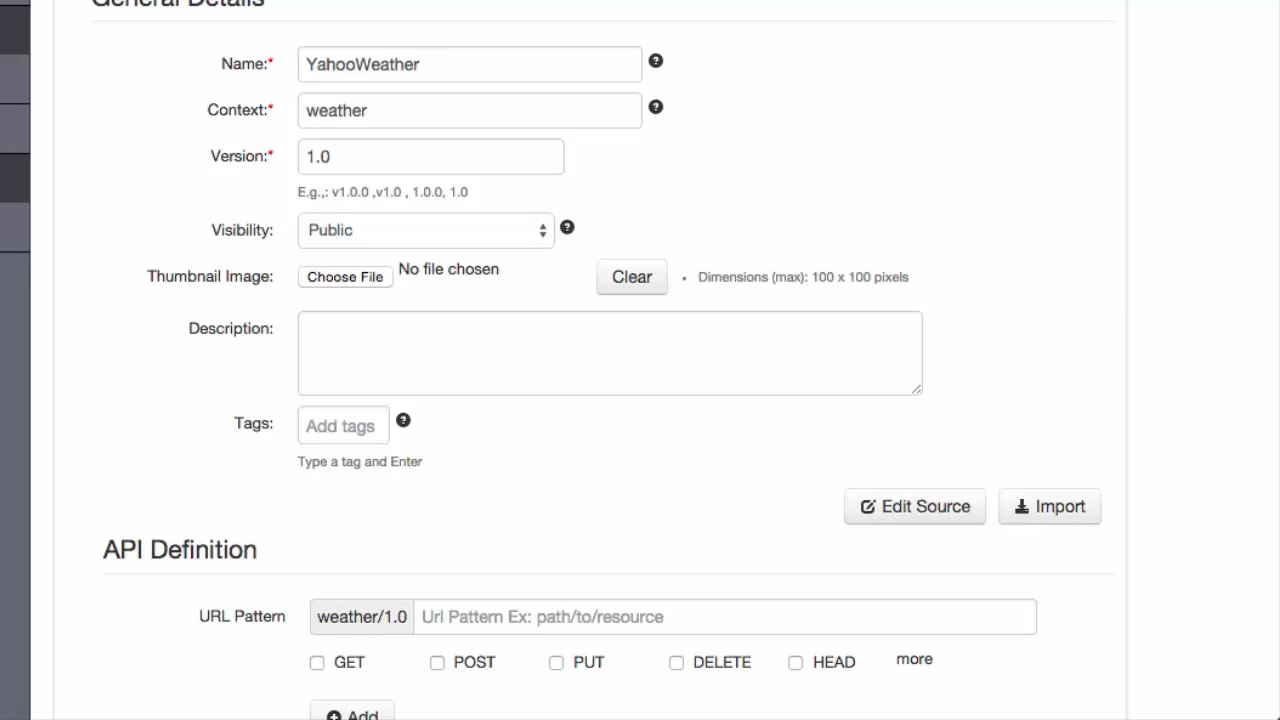 General Details
Name:*
YahooWeather
Context:*
weather
Version:*
1.0
E.g.,: v1.0.0 ,v1.0 , 1.0.0, 1.0
Visibility:
Public
Thumbnail Image:
Choose File No file chosen
Clear
• Dimensions (max): 100 x 100 pixels
Description:
Tags:
Add tags
Type a tag and Enter
Edit Source
Import
API Definition
URL Pattern
weather/1.0
Url Pattern Ex: path/to/resource
GET POST PUT DELETE HEAD more
Add